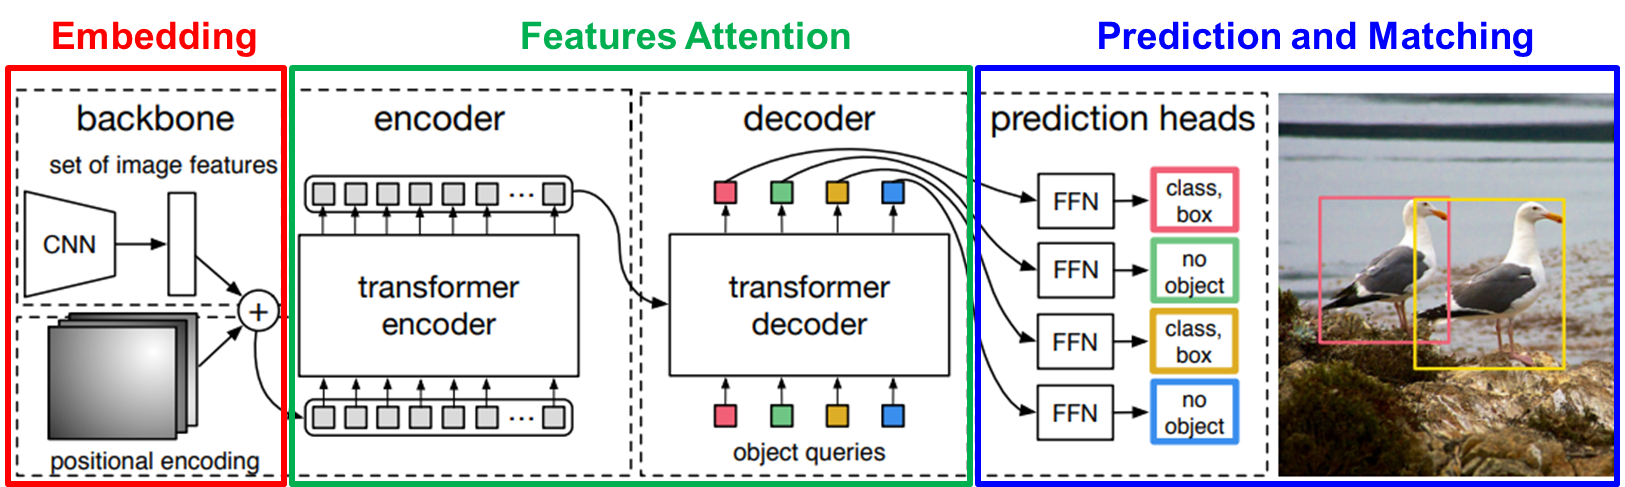 Embedding
Features Attention
Prediction and Matching
backbone
set of image features
CNN
+
positional encoding
encoder
...
transformer
encoder
...
decoder
transformer
decoder
object queries
prediction heads
FFN
class,
box
FFN
no
object
FFN
class,
box
FFN
no
object